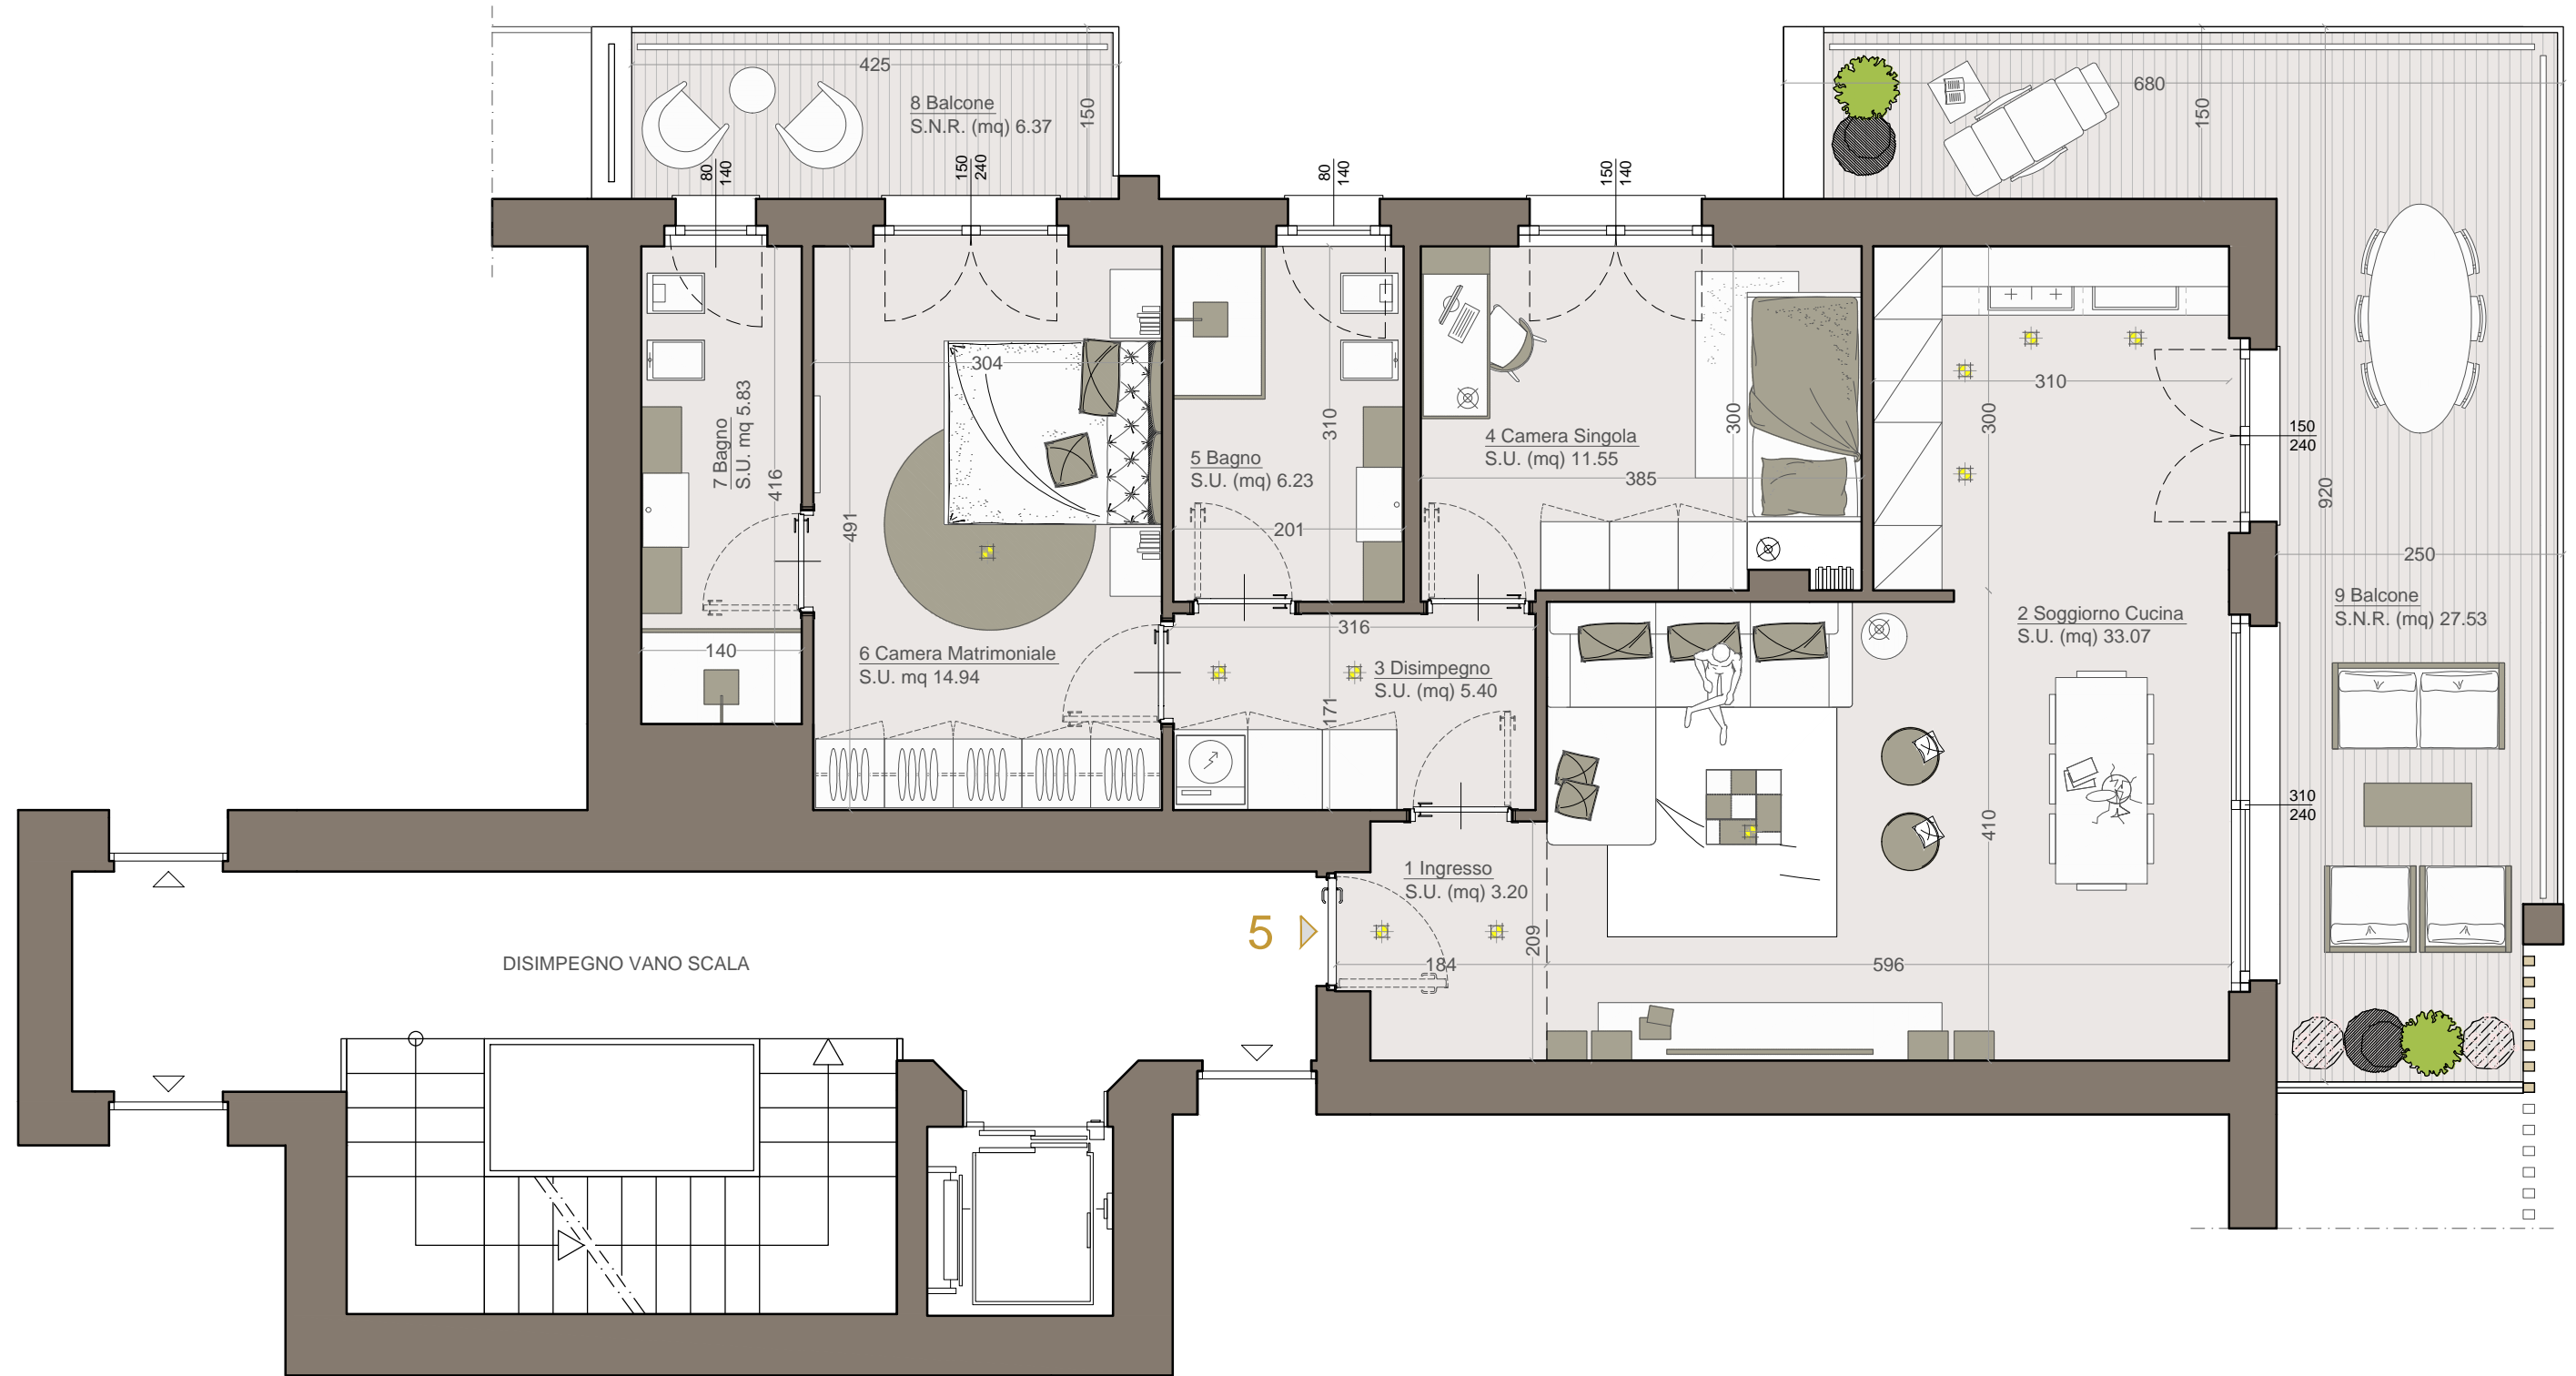 425
8 Balcone
S.N.R. (mq) 6.37
150
680
150
80
140
150
240
80
140
150
140
7 Bagno
S.U. mq 5.83
416
140
304
491
6 Camera Matrimoniale
S.U. mq 14.94
5 Bagno
S.U. (mq) 6.23
310
201
4 Camera Singola
S.U. (mq) 11.55
300
385
310
300
150
240
920
250
2 Soggiorno Cucina
S.U. (mq) 33.07
9 Balcone
S.N.R. (mq) 27.53
316
3 Disimpegno
S.U. (mq) 5.40
171
410
310
240
1 Ingresso
S.U. (mq) 3.20
5
209
184
596
DISIMPEGNO VANO SCALA